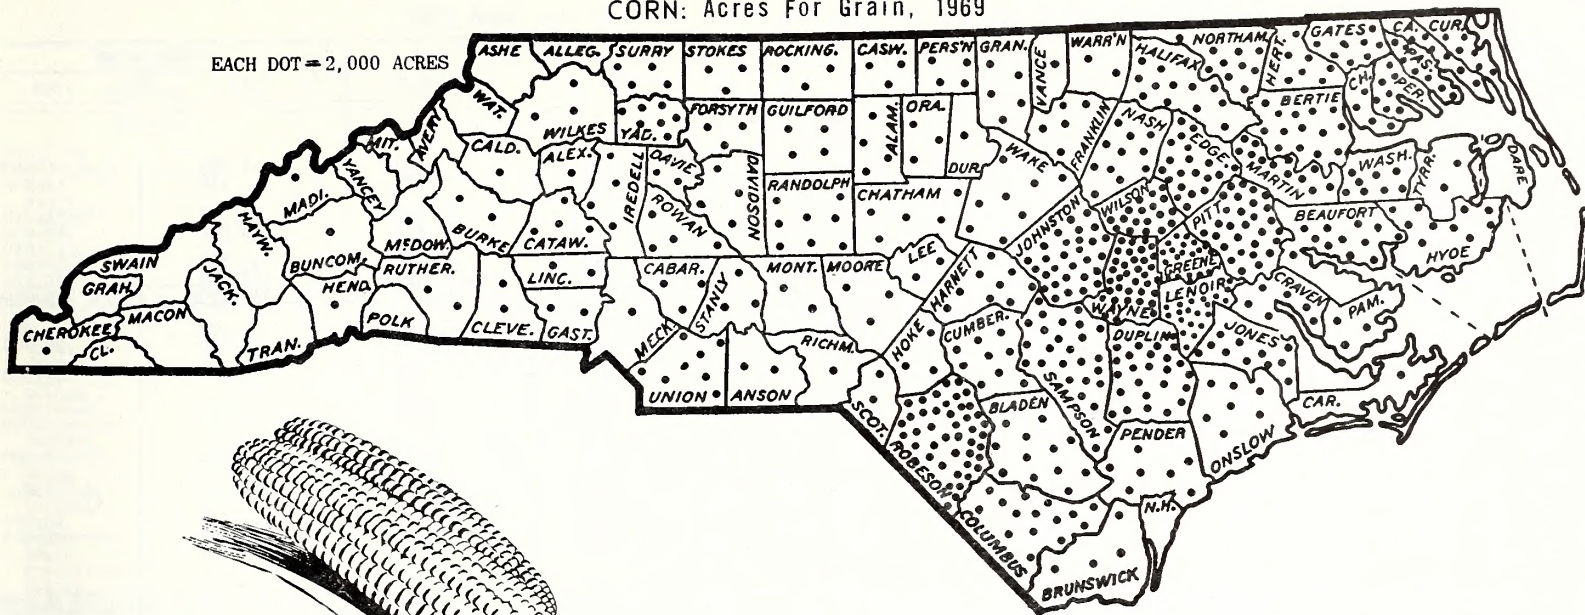 CORN: Acres For Grain, 1969
EACH DOT = 2,000 ACRES
ASHE
ALLEG.
SURRY
STOKES
ROCKING.
CASW.
PERS'N
GRAN.
VANCE
WARR'N
HALIFAX
NORTHAM.
HERT.
GATES
CA.
CUR.
PAS.
PER.
CH.
BERTIE
WAT.
WILKES
YAD.
FORSYTH
GUILFORD
ALAM.
ORA.
DUR.
FRANKLIN
NASH
EDGE.
MARTIN
WASH.
TYRR.
DARE
MIT.
AVERY
CALD.
ALEX.
IREDELL
DAVIE
DAVIDSON
RANDOLPH
CHATHAM
WAKE
WILSON
PITT
BEAUFORT
HYDE
MADI.
YANCEY
BURKE
CATAW.
ROWAN
JOHNSTON
GREENE
HAYW.
BUNCOM.
McDOW.
LINC.
CABAR.
STANLY
MONT.
MOORE
LEE
HARNETT
WAYNE
LENOIR
CRAVEN
PAM.
SWAIN
GRAH.
JACK.
HEND.
RUTHER.
CLEVE.
GAST.
MECK.
CHEROKEE
MACON
CL.
TRAN.
POLK
UNION
ANSON
RICHM.
HOKE
CUMBER.
SAMPSON
DUPLIN
JONES
CAR.
SCOT.
ROBESON
BLADEN
PENDER
ONSLOW
COLUMBUS
BRUNSWICK
N.H.